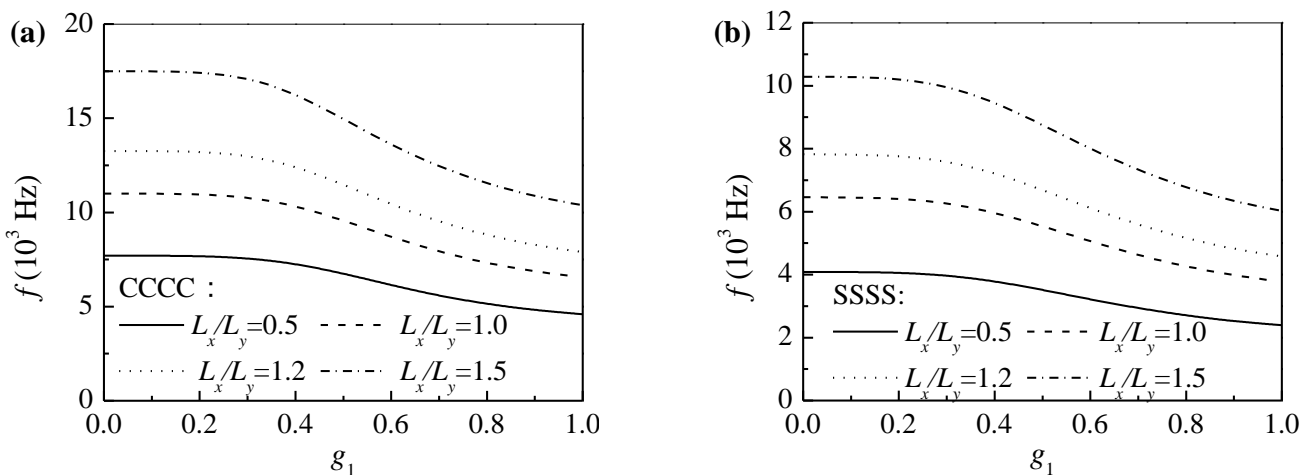 (a)
20
15
10
5
0
f (10³ Hz)
CCCC :
Lx/Ly=0.5 Lx/Ly=1.0
Lx/Ly=1.2 Lx/Ly=1.5
0.0 0.2 0.4 0.6 0.8 1.0
g₁
(b)
12
10
8
6
4
2
0
f (10³ Hz)
SSSS:
Lx/Ly=0.5 Lx/Ly=1.0
Lx/Ly=1.2 Lx/Ly=1.5
0.0 0.2 0.4 0.6 0.8 1.0
g₁